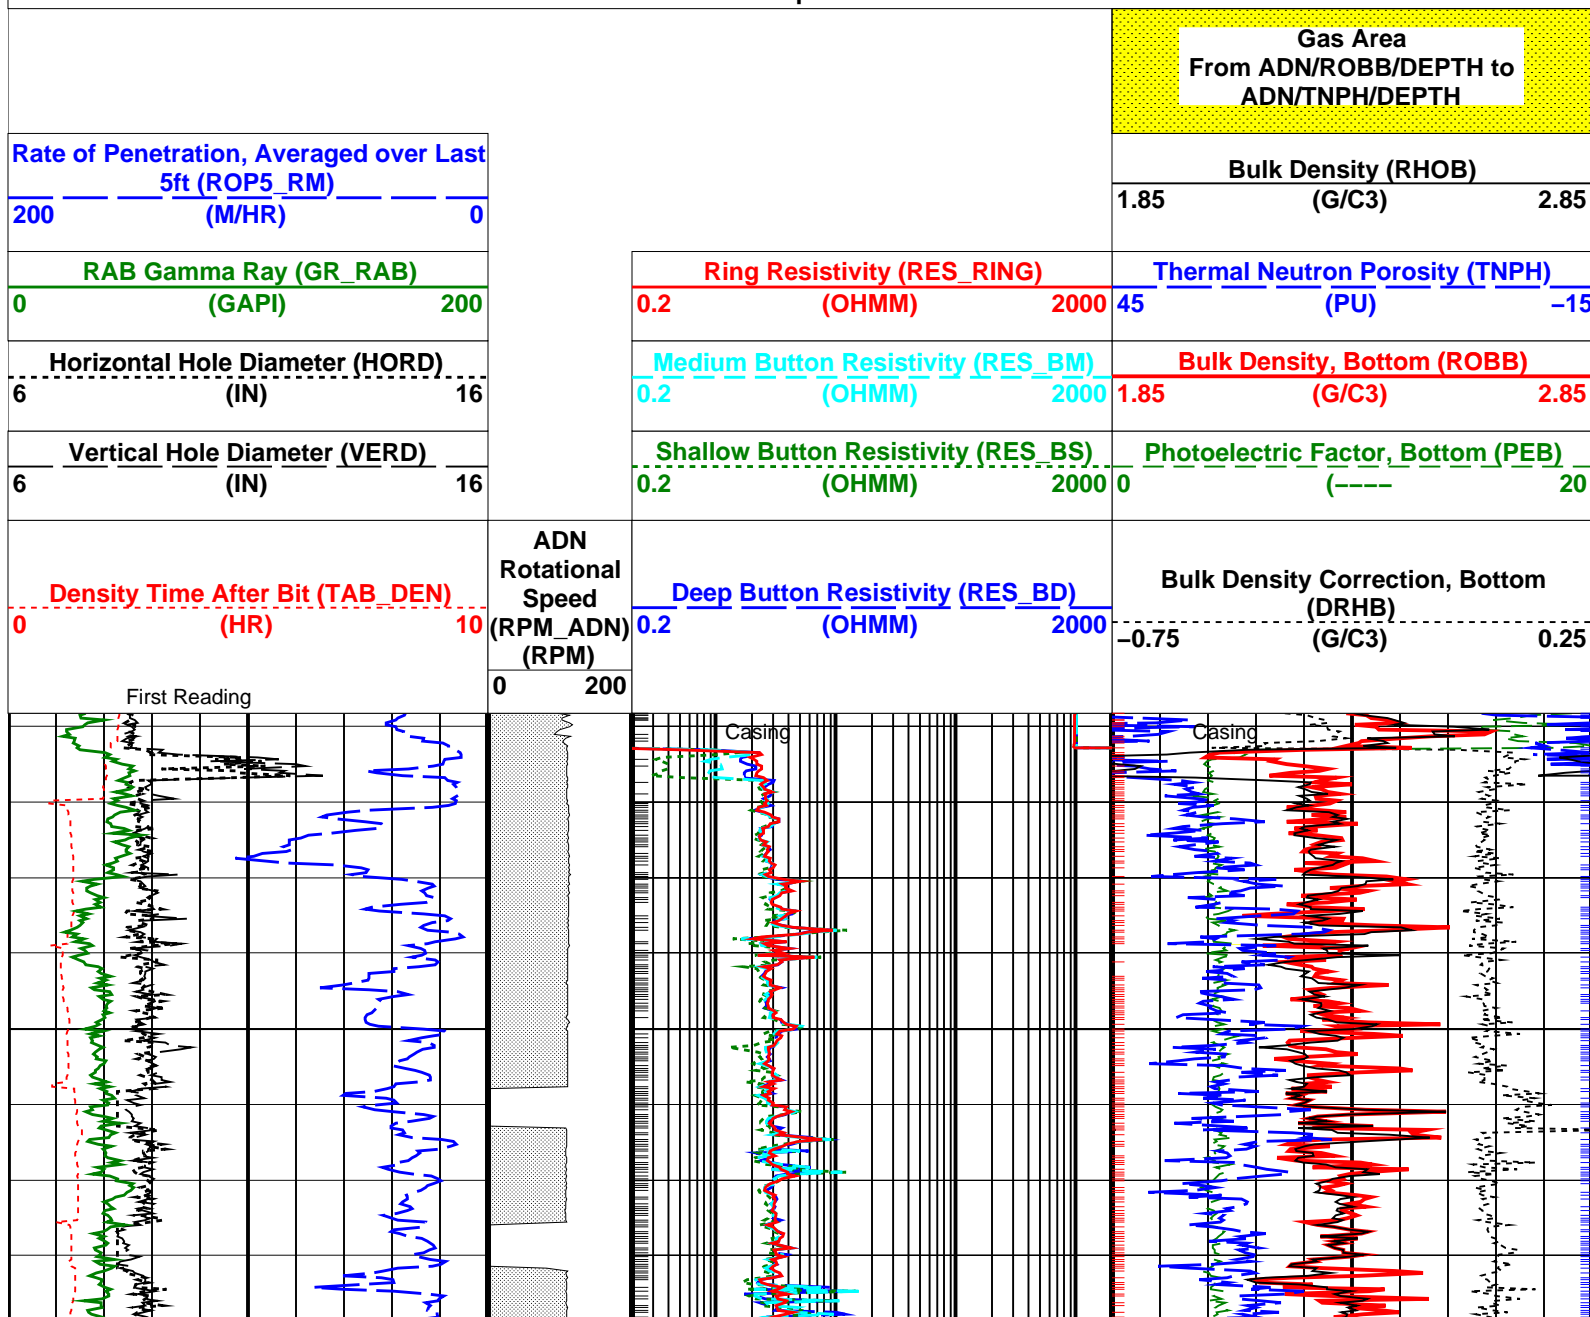 Gas Area
From ADN/ROBB/DEPTH to
ADN/TNPH/DEPTH
Rate of Penetration, Averaged over Last
5ft (ROP5_RM)
200 (M/HR) 0
Bulk Density (RHOB)
1.85 (G/C3) 2.85
RAB Gamma Ray (GR_RAB)
0 (GAPI) 200
Ring Resistivity (RES_RING)
0.2 (OHMM) 2000
Thermal Neutron Porosity (TNPH)
45 (PU) −15
Horizontal Hole Diameter (HORD)
6 (IN) 16
Medium Button Resistivity (RES_BM)
0.2 (OHMM) 2000
Bulk Density, Bottom (ROBB)
1.85 (G/C3) 2.85
Vertical Hole Diameter (VERD)
6 (IN) 16
Shallow Button Resistivity (RES_BS)
0.2 (OHMM) 2000
Photoelectric Factor, Bottom (PEB)
0 (−−−− 20
Density Time After Bit (TAB_DEN)
0 (HR) 10
ADN
Rotational
Speed
(RPM_ADN)
(RPM)
0 200
Deep Button Resistivity (RES_BD)
0.2 (OHMM) 2000
Bulk Density Correction, Bottom
(DRHB)
−0.75 (G/C3) 0.25
First Reading
Casing
Casing